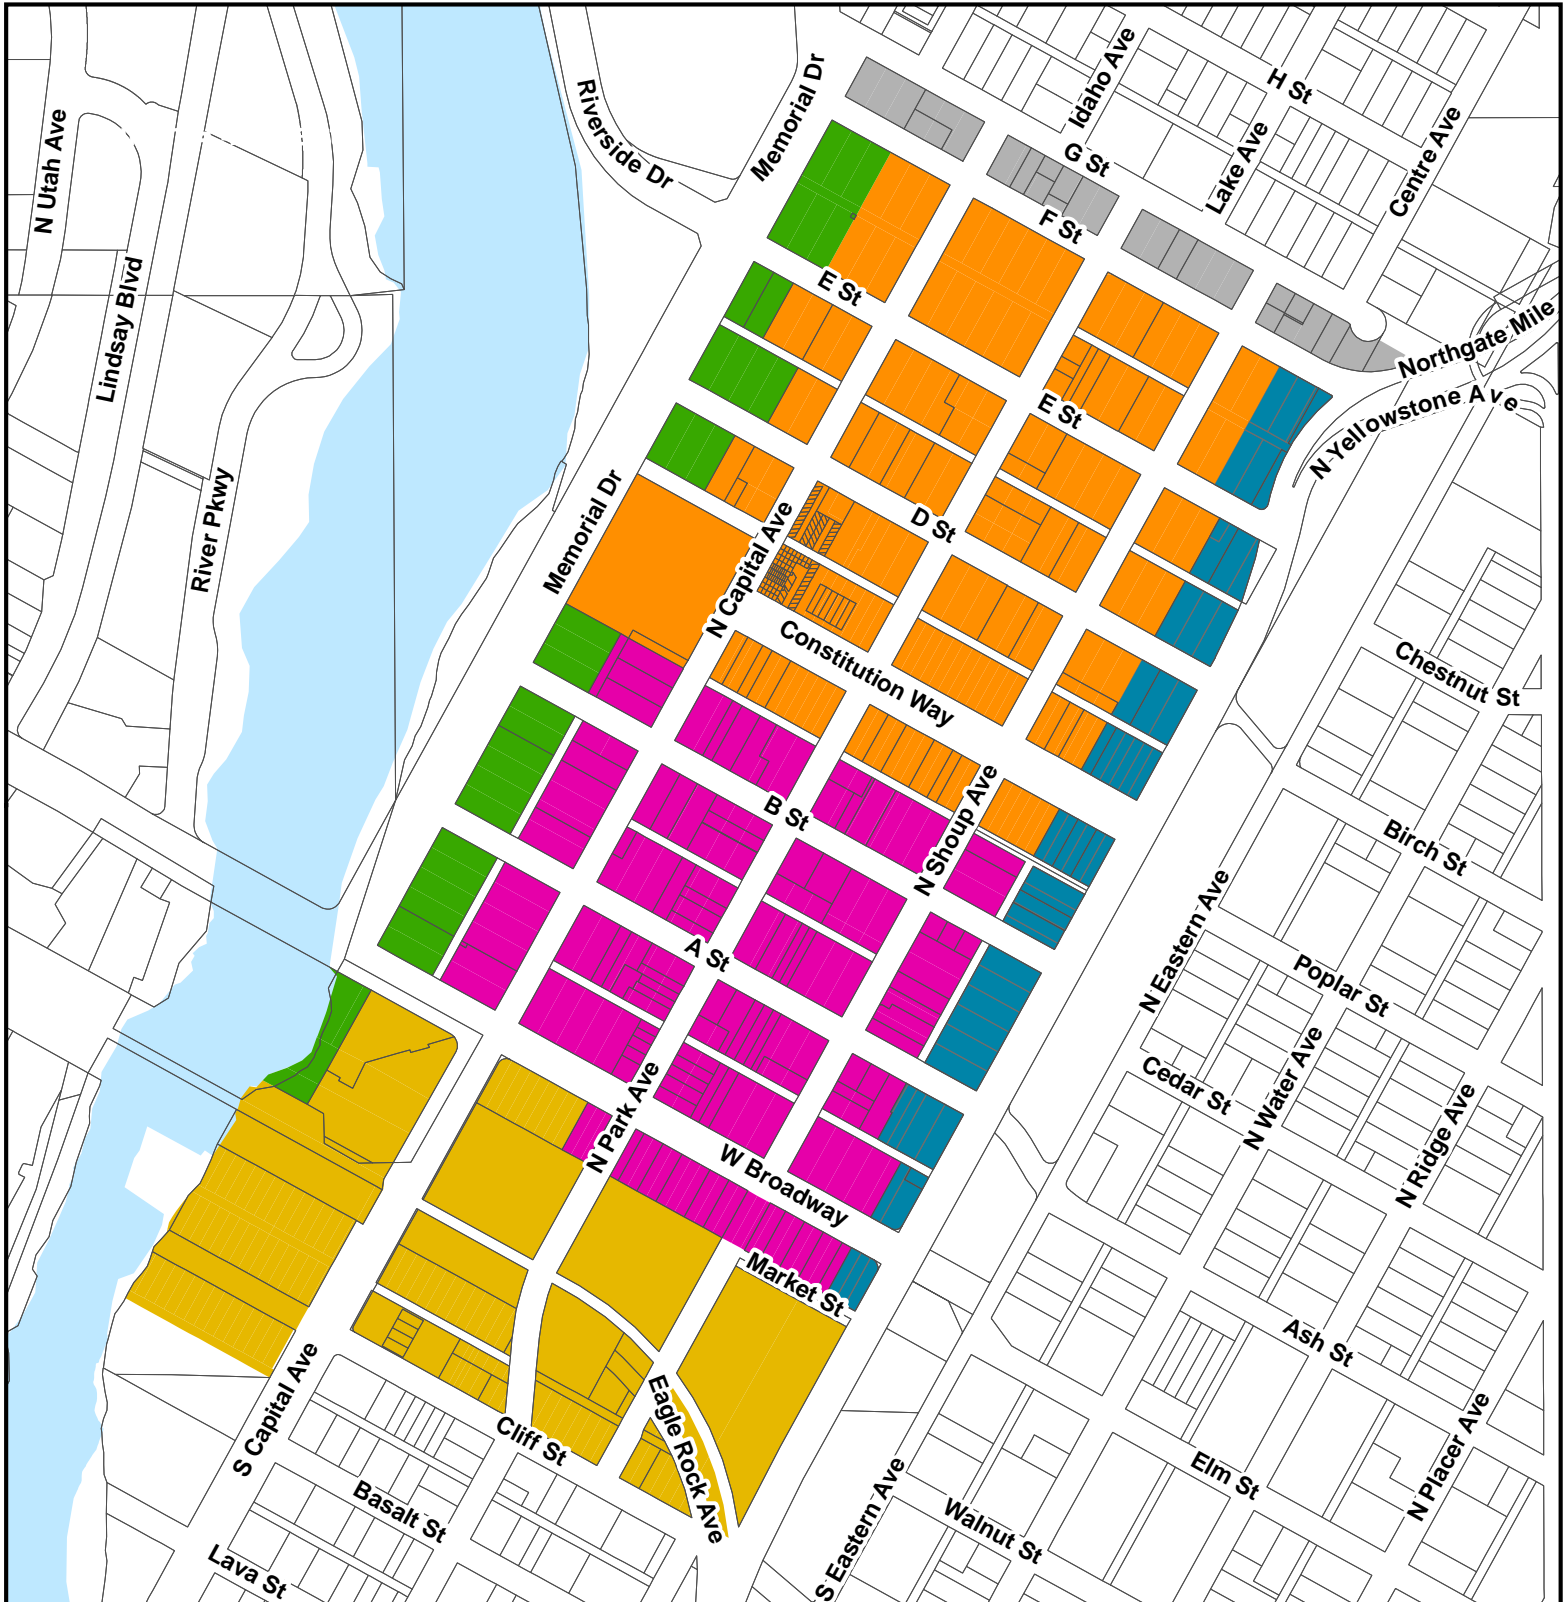 Idaho Ave
H St
Memorial Dr
Riverside Dr
N Utah Ave
G St
Lake Ave
Centre Ave
F St
E St
Lindsay Blvd
Northgate Mile
N Yellowstone Ave
E St
River Pkwy
Memorial Dr
D St
N Capital Ave
Constitution Way
Chestnut St
B St
N Shoup Ave
Birch St
N Eastern Ave
A St
Poplar St
Cedar St
N Water Ave
N Park Ave
N Ridge Ave
W Broadway
Market St
Ash St
S Capital Ave
Eagle Rock Ave
Cliff St
N Placer Ave
Elm St
Basalt St
S Eastern Ave
Walnut St
Lava St